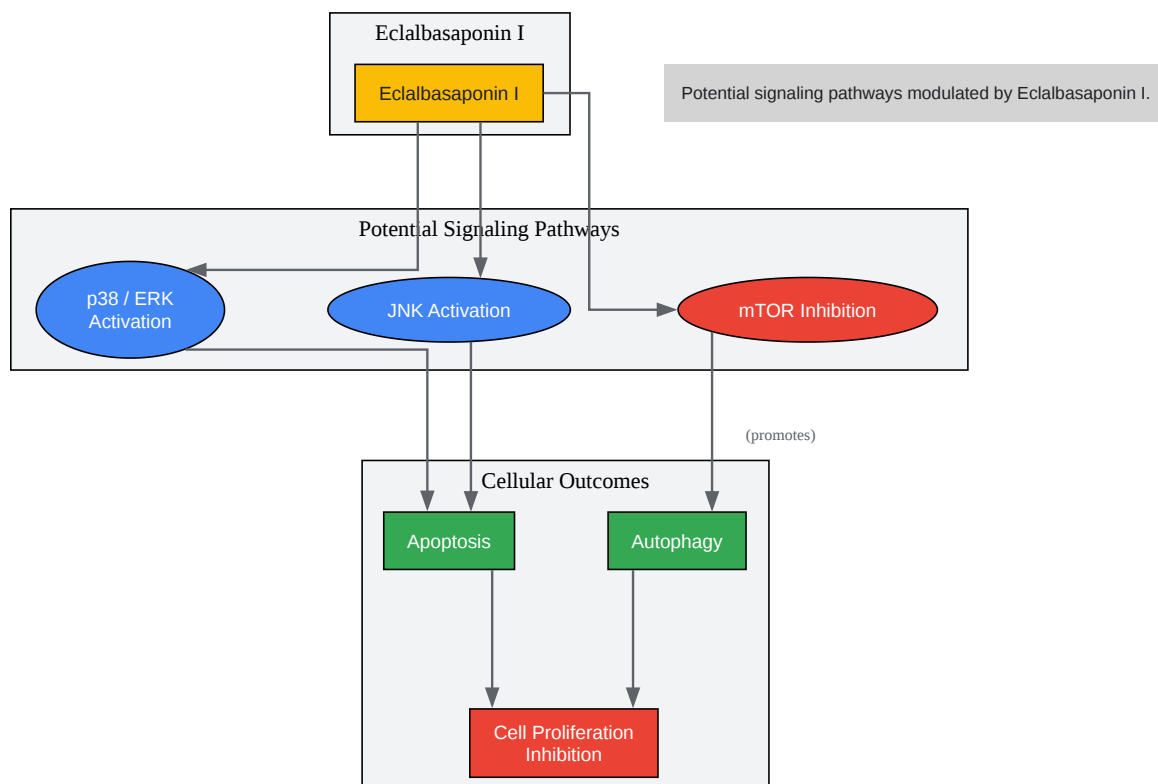 Eclalbasaponin I
Eclalbasaponin I
Potential signaling pathways modulated by Eclalbasaponin I.
Potential Signaling Pathways
p38 / ERK
Activation
JNK Activation
mTOR Inhibition
(promotes)
Cellular Outcomes
Apoptosis
Autophagy
Cell Proliferation
Inhibition